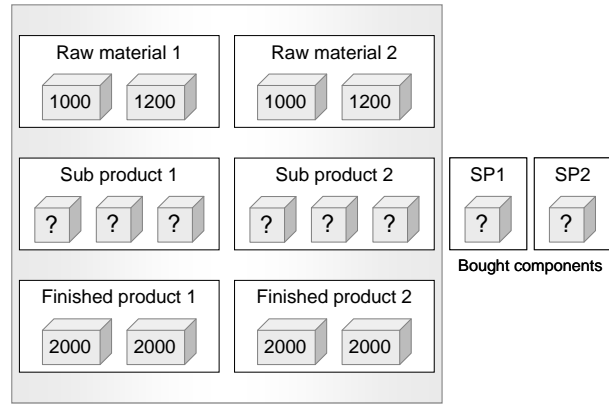 Raw material 1
1000 1200
Raw material 2
1000 1200
Sub product 1
? ? ?
Sub product 2
? ? ?
SP1
?
SP2
?
Bought components
Finished product 1
2000 2000
Finished product 2
2000 2000